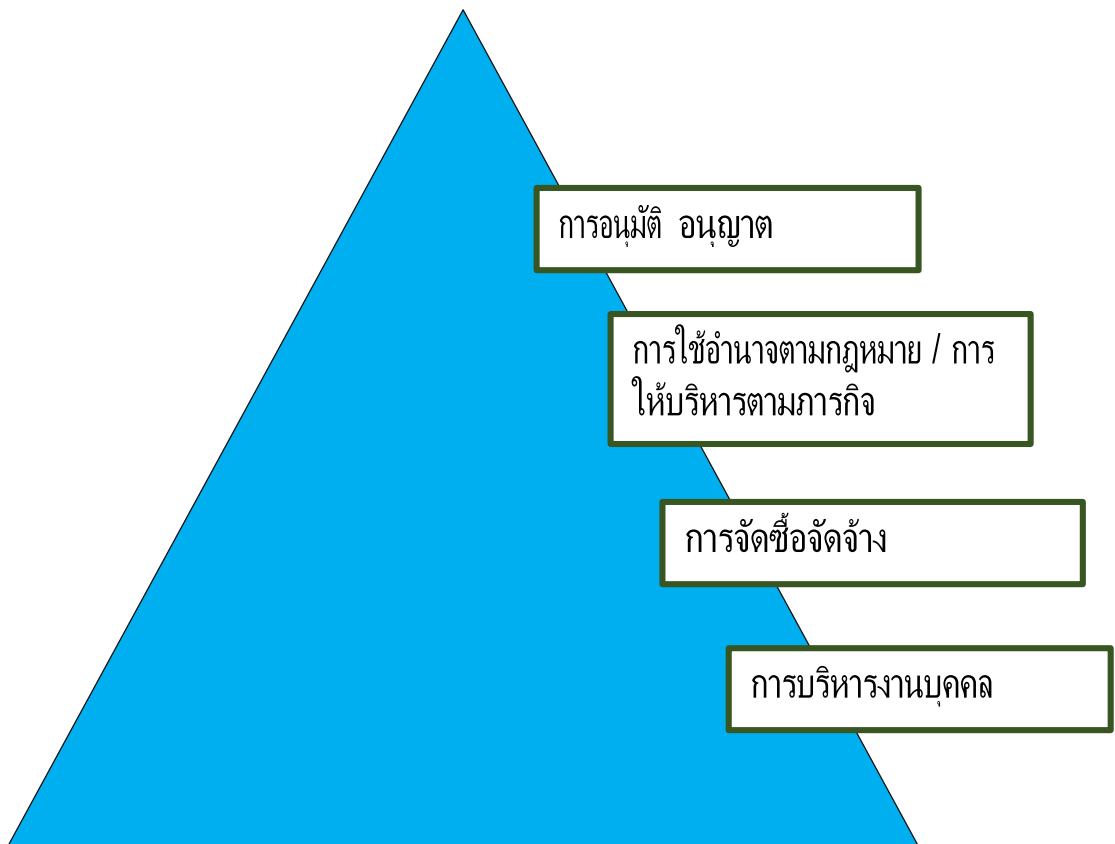 การอนุมัติ อนุญาต
การใช้อำนาจตามกฎหมาย / การ
ให้บริหารตามภารกิจ
การจัดซื้อจัดจ้าง
การบริหารงานบุคคล